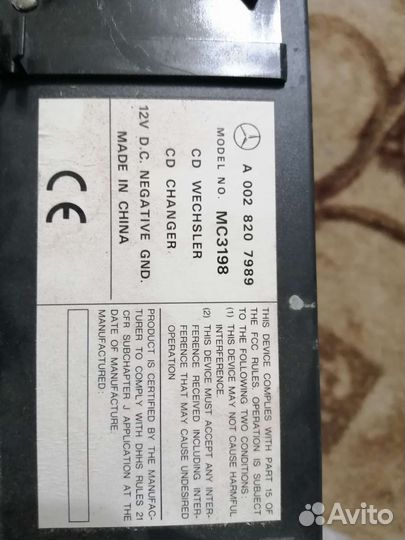 A 002 820 7989
MODEL NO. MC3198
CD WECHSLER
CD CHANGER
12V D.C. NEGATIVE GND.
MADE IN CHINA
CE
THIS DEVICE COMPLIES WITH PART 15 OF
THE FCC RULES. OPERATION IS SUBJECT
TO THE FOLLOWING TWO CONDITIONS :
(1) THIS DEVICE MAY NOT CAUSE HARMFUL
INTERFERENCE.
(2) THIS DEVICE MUST ACCEPT ANY INTER-
FERENCE RECEIVED INCLUDING INTER-
FERENCE THAT MAY CAUSE UNDESIRED
OPERATION
PRODUCT IS CERTIFIED BY THE MANUFAC-
TURER TO COMPLY WITH DHHS RULES 21
CFR SUBCHAPTER J APPLICATION AT THE
DATE OF MANUFACTURE.
MANUFACTURED :
Avito